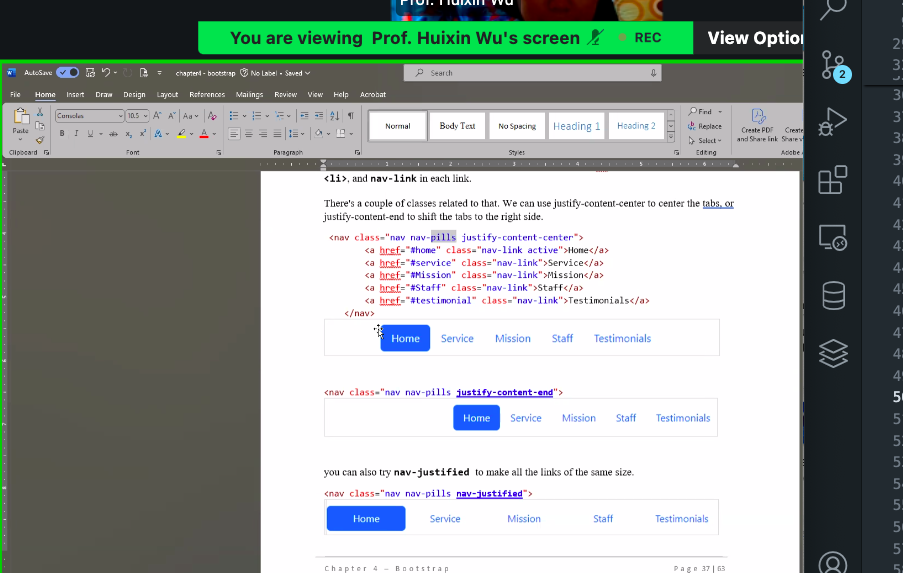 Prof. Huixin Wu
You are viewing Prof. Huixin Wu's screen
REC
View Optio
AutoSave
chapter4 - bootstrap
No Label • Saved
Search
File Home Insert Draw Design Layout References Mailings Review View Help Acrobat
Paste
Consolas
10.5
Normal
Body Text
No Spacing
Heading 1
Heading 2
Find
Replace
Select
Create PDF
and Share link
Clipboard
Font
Paragraph
Styles
Editing
<li>, and nav-link in each link.
There's a couple of classes related to that. We can use justify-content-center to center the tabs, or
justify-content-end to shift the tabs to the right side.
<nav class="nav nav-pills justify-content-center">
<a href="#home" class="nav-link active">Home</a>
<a href="#service" class="nav-link">Service</a>
<a href="#Mission" class="nav-link">Mission</a>
<a href="#Staff" class="nav-link">Staff</a>
<a href="#testimonial" class="nav-link">Testimonials</a>
</nav>
Home Service Mission Staff Testimonials
<nav class="nav nav-pills justify-content-end">
Home Service Mission Staff Testimonials
you can also try nav-justified to make all the links of the same size.
<nav class="nav nav-pills nav-justified">
Home Service Mission Staff Testimonials
Chapter 4 – Bootstrap
Page 37|63
2